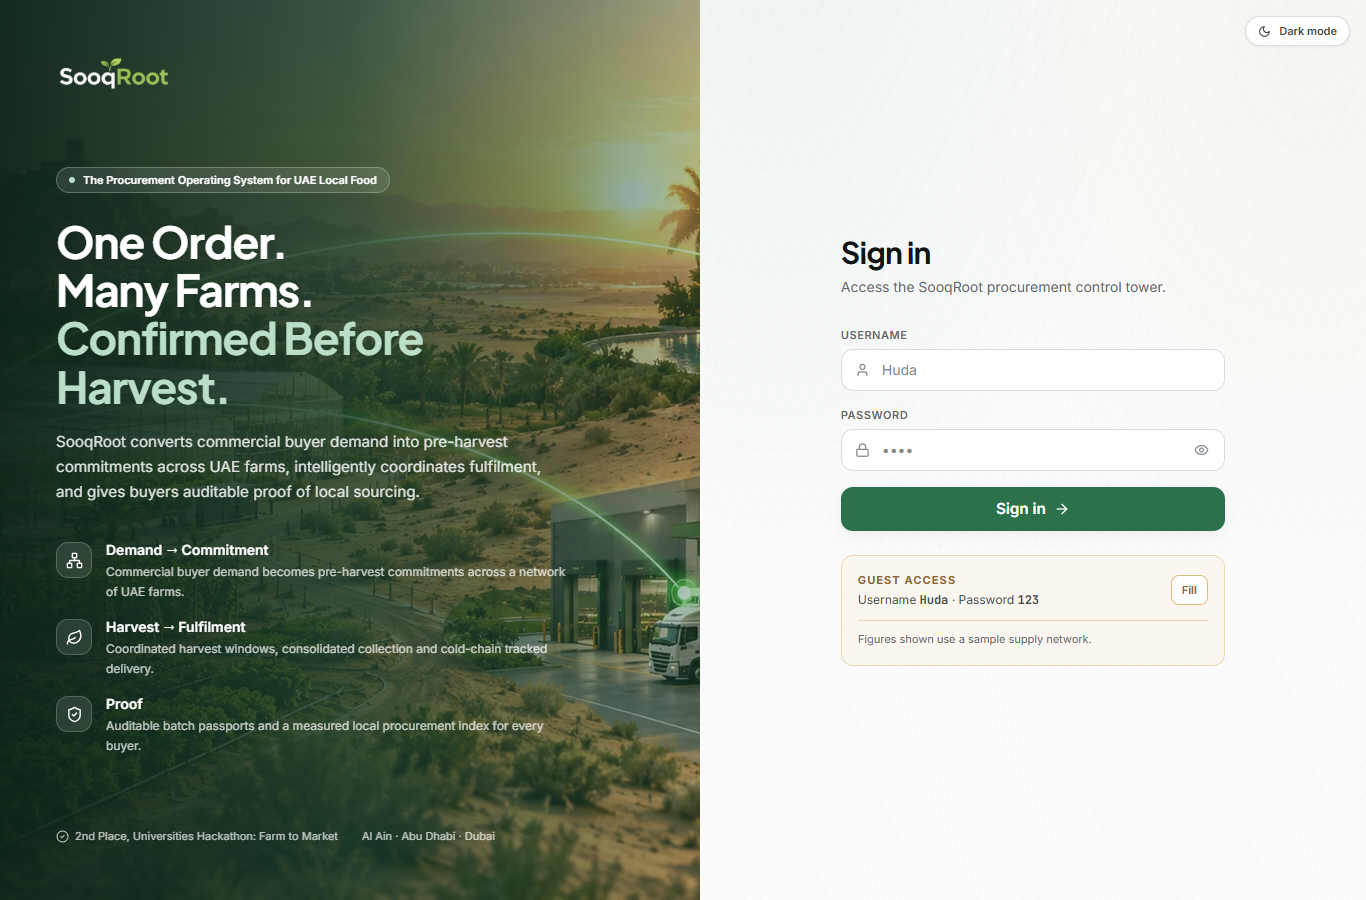 SooqRoot
Dark mode
The Procurement Operating System for UAE Local Food
One Order.
Many Farms.
Confirmed Before
Harvest.
SooqRoot converts commercial buyer demand into pre-harvest
commitments across UAE farms, intelligently coordinates fulfilment,
and gives buyers auditable proof of local sourcing.
Demand → Commitment
Commercial buyer demand becomes pre-harvest commitments across a network
of UAE farms.
Harvest → Fulfilment
Coordinated harvest windows, consolidated collection and cold-chain tracked
delivery.
Proof
Auditable batch passports and a measured local procurement index for every
buyer.
2nd Place, Universities Hackathon: Farm to Market
Al Ain · Abu Dhabi · Dubai
Sign in
Access the SooqRoot procurement control tower.
USERNAME
Huda
PASSWORD
••••
Sign in →
GUEST ACCESS
Username Huda · Password 123
Fill
Figures shown use a sample supply network.